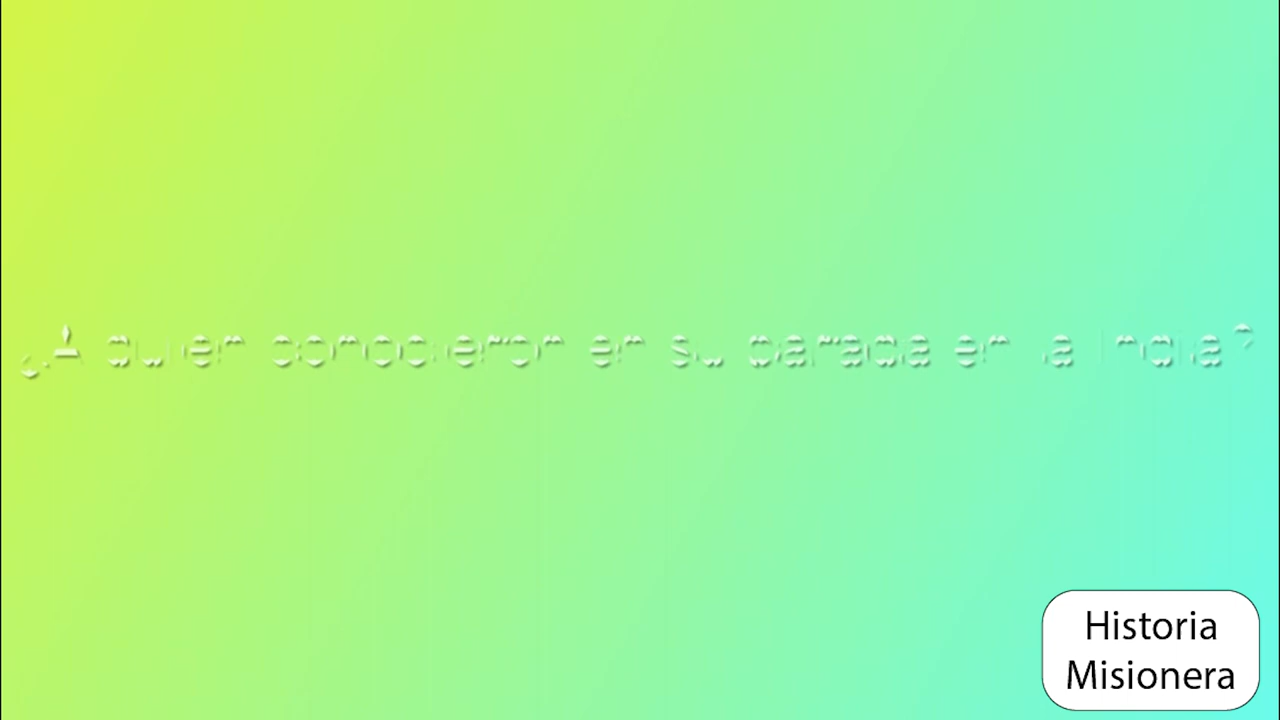 ¿A quien conocieron en su parada en la India?
Historia
Misionera